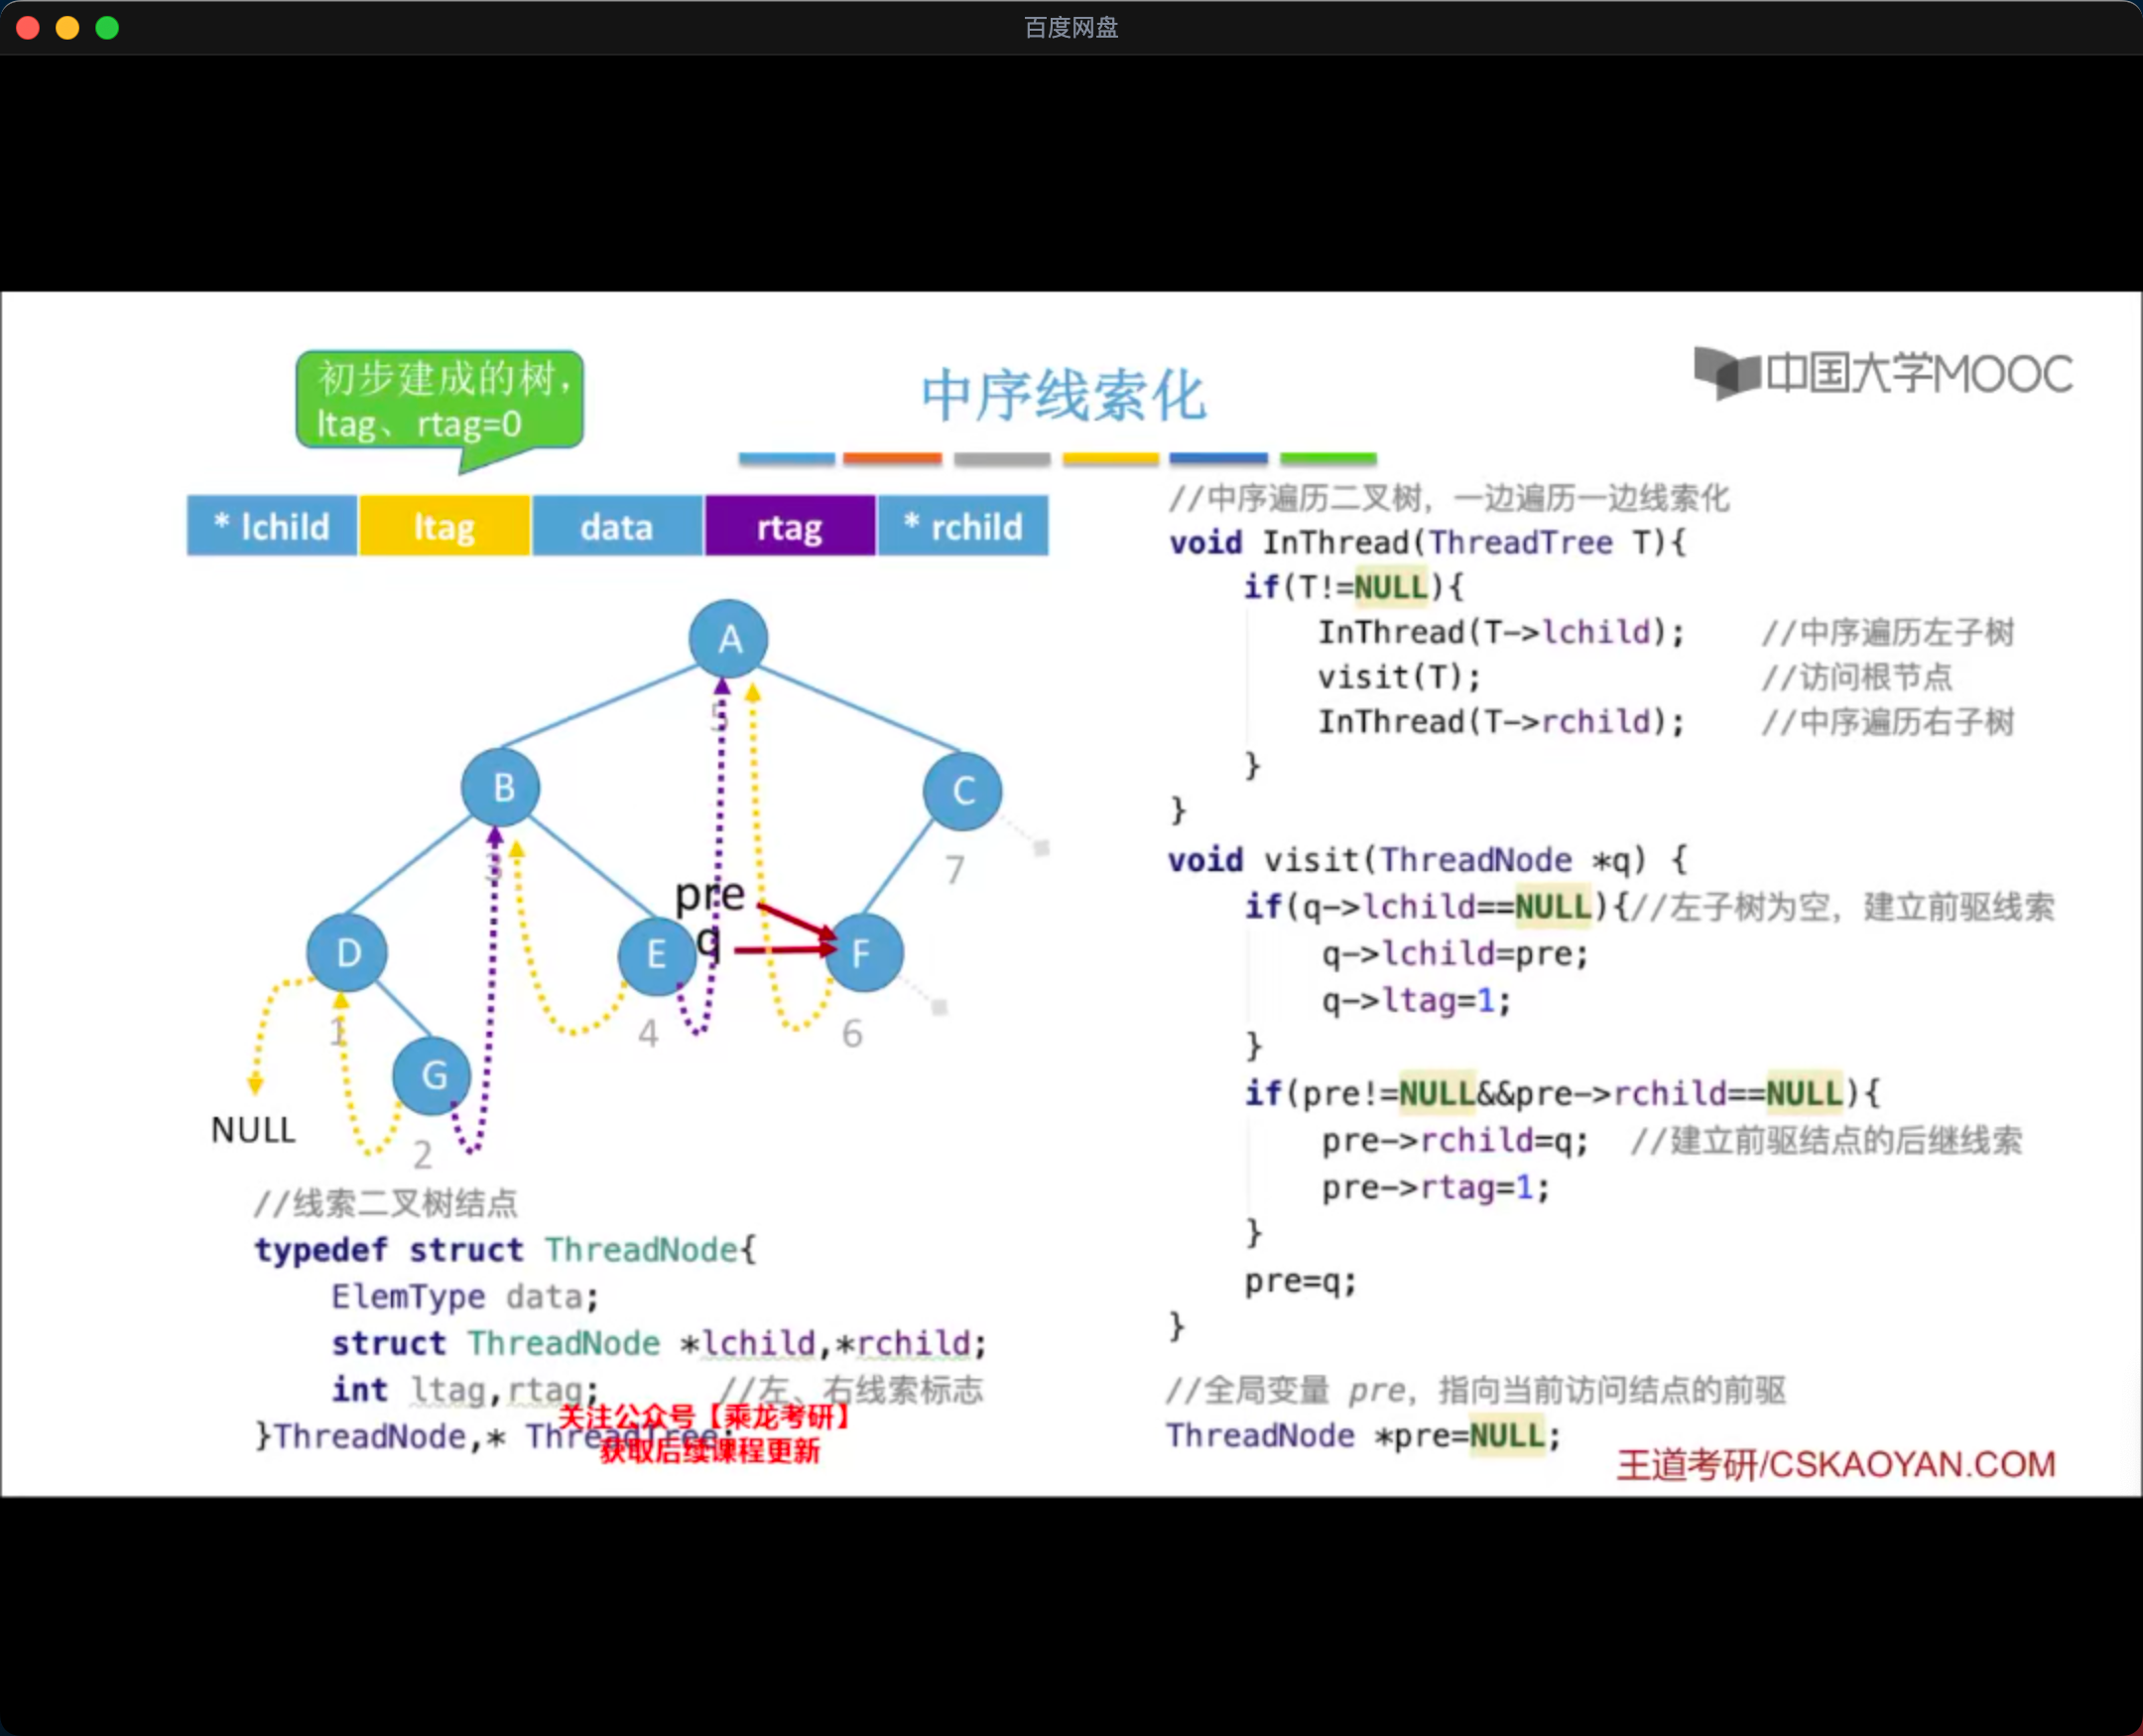 百度网盘
初步建成的树，
ltag、rtag=0
中序线索化
中国大学MOOC
* lchild ltag data rtag * rchild
A
5
B
C
3
7
pre
q
D
E
F
1
4
6
G
NULL
2
//线索二叉树结点
typedef struct ThreadNode{
ElemType data;
struct ThreadNode *lchild,*rchild;
int ltag,rtag; //左、右线索标志
}ThreadNode,* ThreadTree;
关注公众号【乘龙考研】
获取后续课程更新
//中序遍历二叉树，一边遍历一边线索化
void InThread(ThreadTree T){
if(T!=NULL){
InThread(T->lchild); //中序遍历左子树
visit(T); //访问根节点
InThread(T->rchild); //中序遍历右子树
}
}
void visit(ThreadNode *q) {
if(q->lchild==NULL){//左子树为空，建立前驱线索
q->lchild=pre;
q->ltag=1;
}
if(pre!=NULL&&pre->rchild==NULL){
pre->rchild=q; //建立前驱结点的后继线索
pre->rtag=1;
}
pre=q;
}
//全局变量 pre，指向当前访问结点的前驱
ThreadNode *pre=NULL;
王道考研/CSKAOYAN.COM